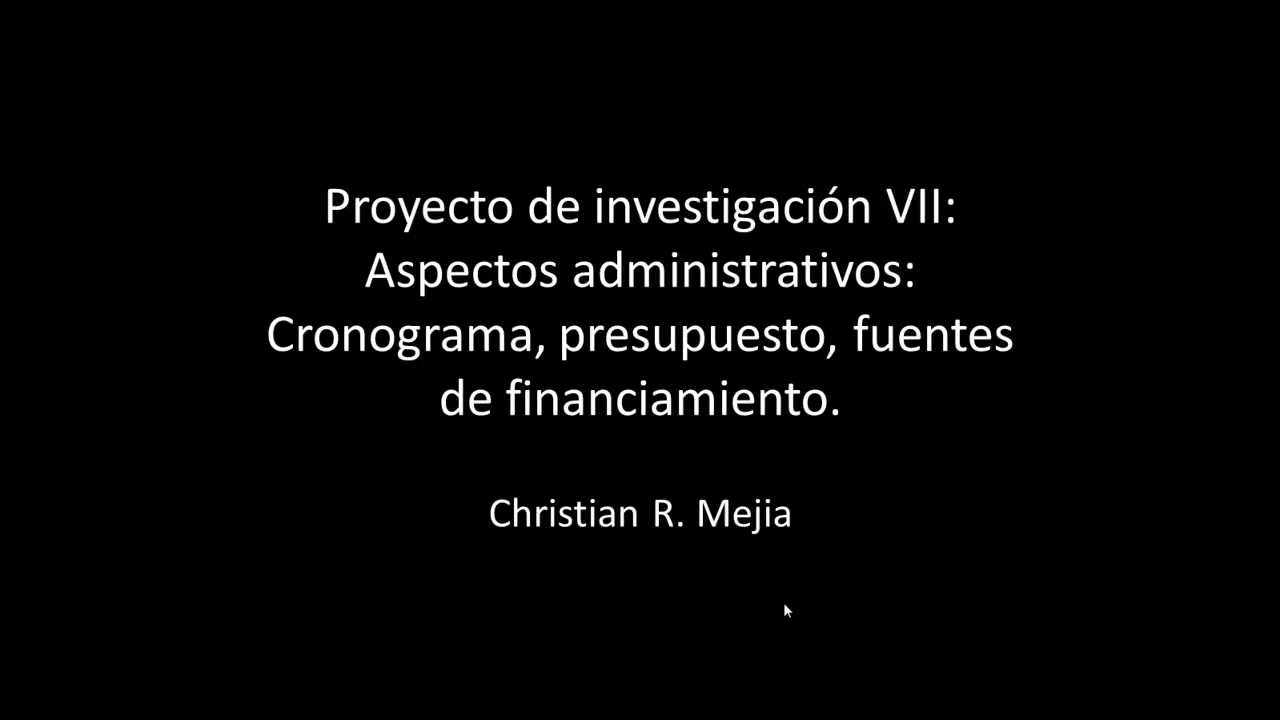 Proyecto de investigación VII:
Aspectos administrativos:
Cronograma, presupuesto, fuentes
de financiamiento.
Christian R. Mejia